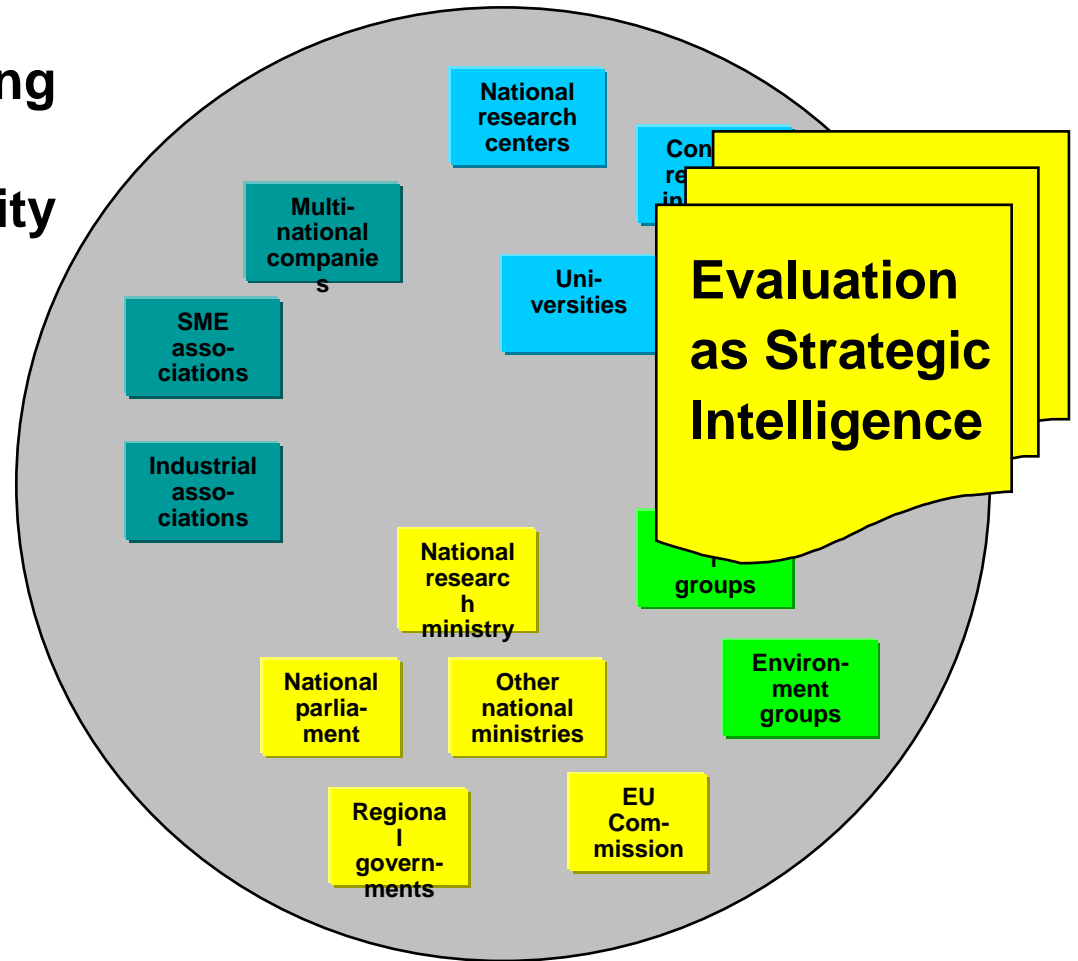 ng
ity
National
research
centers
Con
re
in
Multi-
national
companie
s
Uni-
versities
Evaluation
as Strategic
Intelligence
SME
asso-
ciations
Industrial
asso-
ciations
National
researc
h
ministry
groups
National
parlia-
ment
Other
national
ministries
Environ-
ment
groups
Regiona
l
govern-
ments
EU
Com-
mission